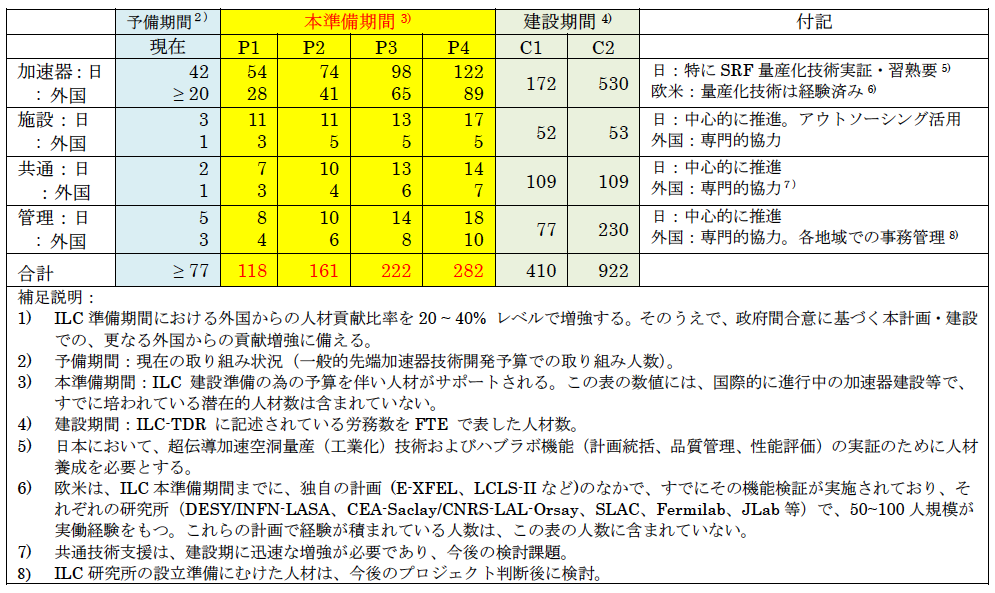 予備期間2) 本準備期間3) 建設期間4) 付記
現在 P1 P2 P3 P4 C1 C2
加速器：日 42 54 74 98 122 172 530 日：特にSRF量産化技術実証・習熟要5)
：外国 ≥20 28 41 65 89 欧米：量産化技術は経験済み6)
施設：日 3 11 11 13 17 52 53 日：中心的に推進。アウトソーシング活用
：外国 1 3 5 5 5 外国：専門的協力
共通：日 2 7 10 13 14 109 109 日：中心的に推進
：外国 1 3 4 6 7 外国：専門的協力7)
管理：日 5 8 10 14 18 77 230 日：中心的に推進
：外国 3 4 6 8 10 外国：専門的協力。各地域での事務管理8)
合計 ≥77 118 161 222 282 410 922
補足説明：
1) ILC準備期間における外国からの人材貢献比率を20～40% レベルで増強する。そのうえで、政府間合意に基づく本計画・建設
での、更なる外国からの貢献増強に備える。
2) 予備期間：現在の取り組み状況（一般的先端加速器技術開発予算での取り組み人数）。
3) 本準備期間：ILC 建設準備の為の予算を伴い人材がサポートされる。この表の数値には、国際的に進行中の加速器建設等で、
すでに培われている潜在的人材数は含まれていない。
4) 建設期間：ILC-TDR に記述されている労務数をFTE で表した人材数。
5) 日本において、超伝導加速空洞量産（工業化）技術およびハブラボ機能（計画統括、品質管理、性能評価）の実証のために人材
養成を必要とする。
6) 欧米は、ILC本準備期間までに、独自の計画 (E-XFEL、LCLS-II など)のなかで、すでにその機能検証が実施されており、そ
れぞれの研究所（DESY/INFN-LASA、CEA-Saclay/CNRS-LAL-Orsay、SLAC、Fermilab、JLab 等）で、50~100人規模が
実働経験をもつ。これらの計画で経験が積まれている人数は、この表の人数に含まれていない。
7) 共通技術支援は、建設期に迅速な増強が必要であり、今後の検討課題。
8) ILC研究所の設立準備にむけた人材は、今後のプロジェクト判断後に検討。